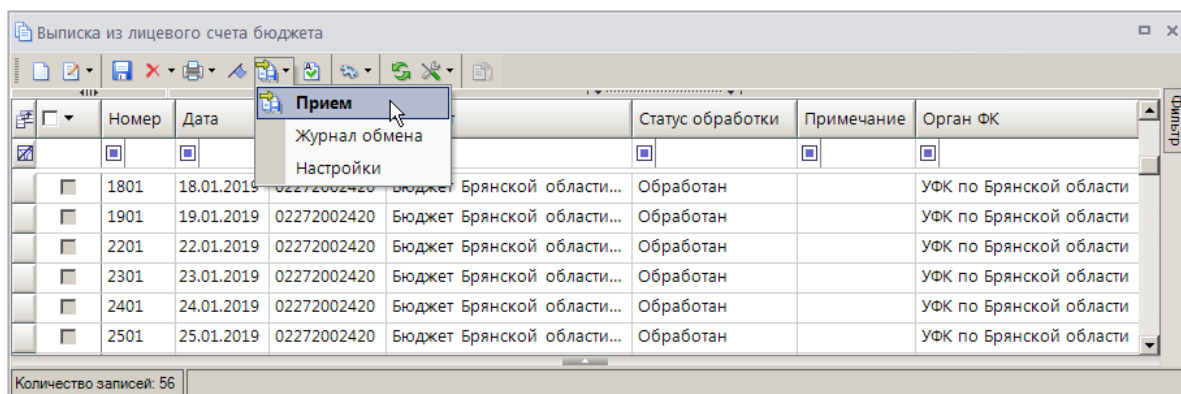 Выписка из лицевого счета бюджета
Прием
Журнал обмена
Настройки
Номер Дата Статус обработки Примечание Орган ФК
Фильтр
1801 18.01.2019 02272002420 Бюджет Брянской области... Обработан УФК по Брянской области
1901 19.01.2019 02272002420 Бюджет Брянской области... Обработан УФК по Брянской области
2201 22.01.2019 02272002420 Бюджет Брянской области... Обработан УФК по Брянской области
2301 23.01.2019 02272002420 Бюджет Брянской области... Обработан УФК по Брянской области
2401 24.01.2019 02272002420 Бюджет Брянской области... Обработан УФК по Брянской области
2501 25.01.2019 02272002420 Бюджет Брянской области... Обработан УФК по Брянской области
Количество записей: 56